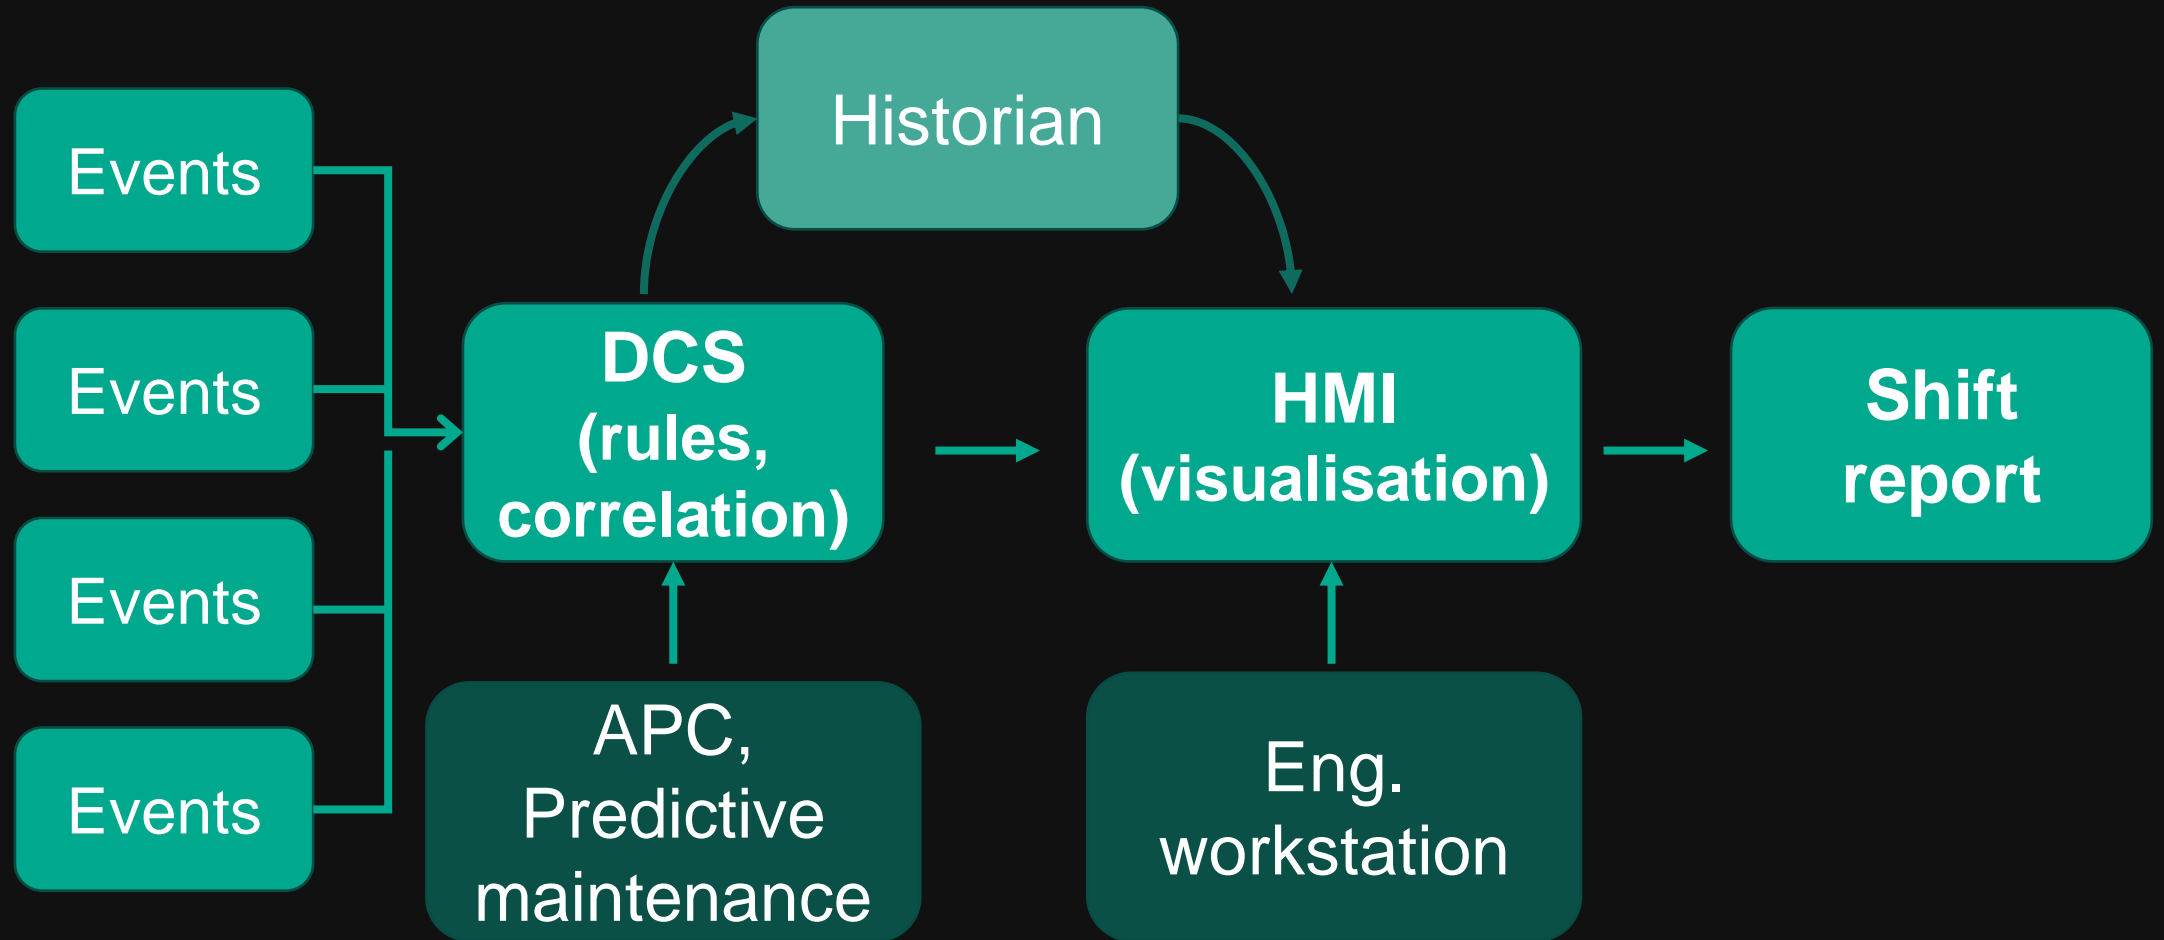 Historian
Events
Events
Events
Events
DCS
(rules,
correlation)
HMI
(visualisation)
Shift
report
APC,
Predictive
maintenance
Eng.
workstation